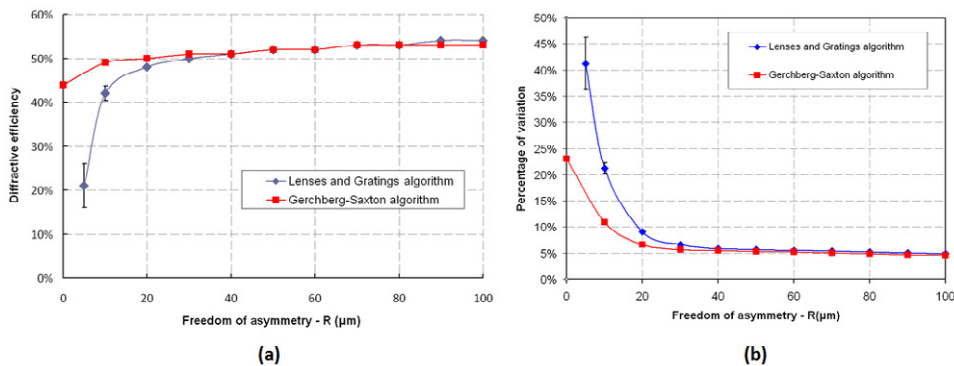 60%
50%
40%
30%
20%
10%
0%
Diffractive efficiency
Lenses and Gratings algorithm
Gerchberg-Saxton algorithm
0 20 40 60 80 100
Freedom of asymmetry - R (µm)
(a)
50%
45%
40%
35%
30%
25%
20%
15%
10%
5%
0%
Percentage of variation
Lenses and Gratings algorithm
Gerchberg-Saxton algorithm
0 20 40 60 80 100
Freedom of asymmetry - R(µm)
(b)